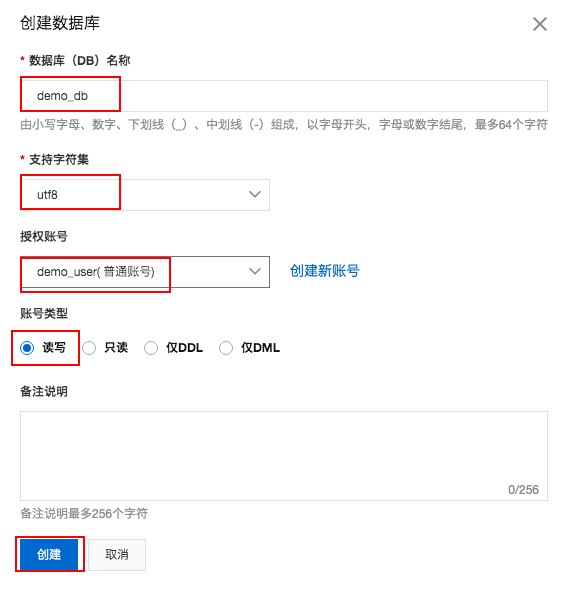 创建数据库
* 数据库（DB）名称
demo_db
由小写字母、数字、下划线（_）、中划线（-）组成，以字母开头，字母或数字结尾，最多64个字符
* 支持字符集
utf8
授权账号
demo_user( 普通账号) 创建新账号
账号类型
读写 只读 仅DDL 仅DML
备注说明
0/256
备注说明最多256个字符
创建 取消